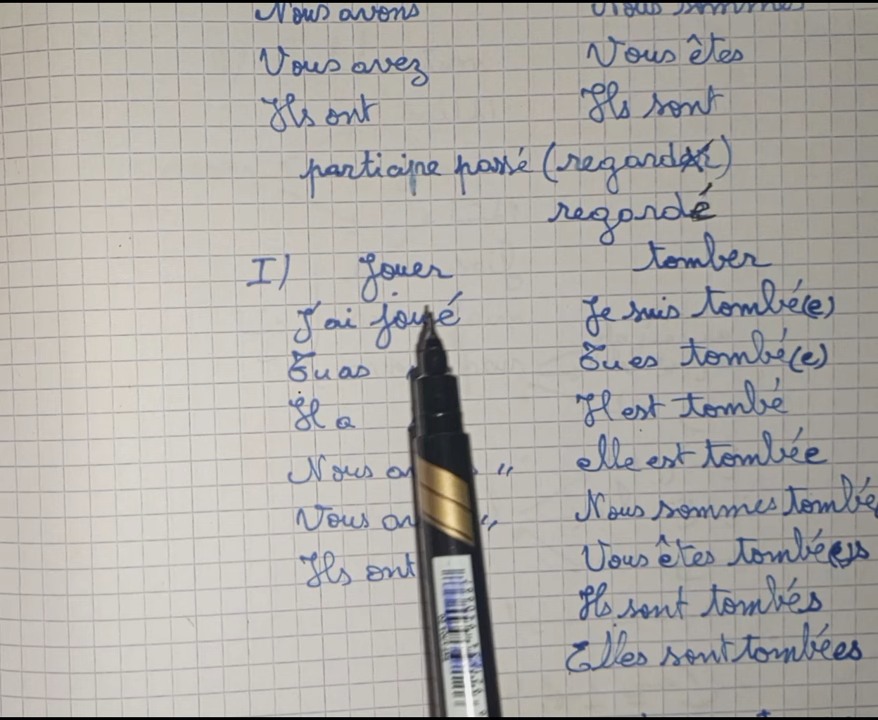 Nous avons Nous sommes
Vous avez Vous êtes
Ils ont Ils sont
participe passé (regarder)
regardé
I) Jouer tomber
J'ai joué Je suis tombé(e)
Tu as Tu es tombé(e)
Il a Il est tombé
Nous " elle est tombée
Vous " Nous sommes
Ils ont Vous êtes
Ils sont tombés
Elles sont tombées